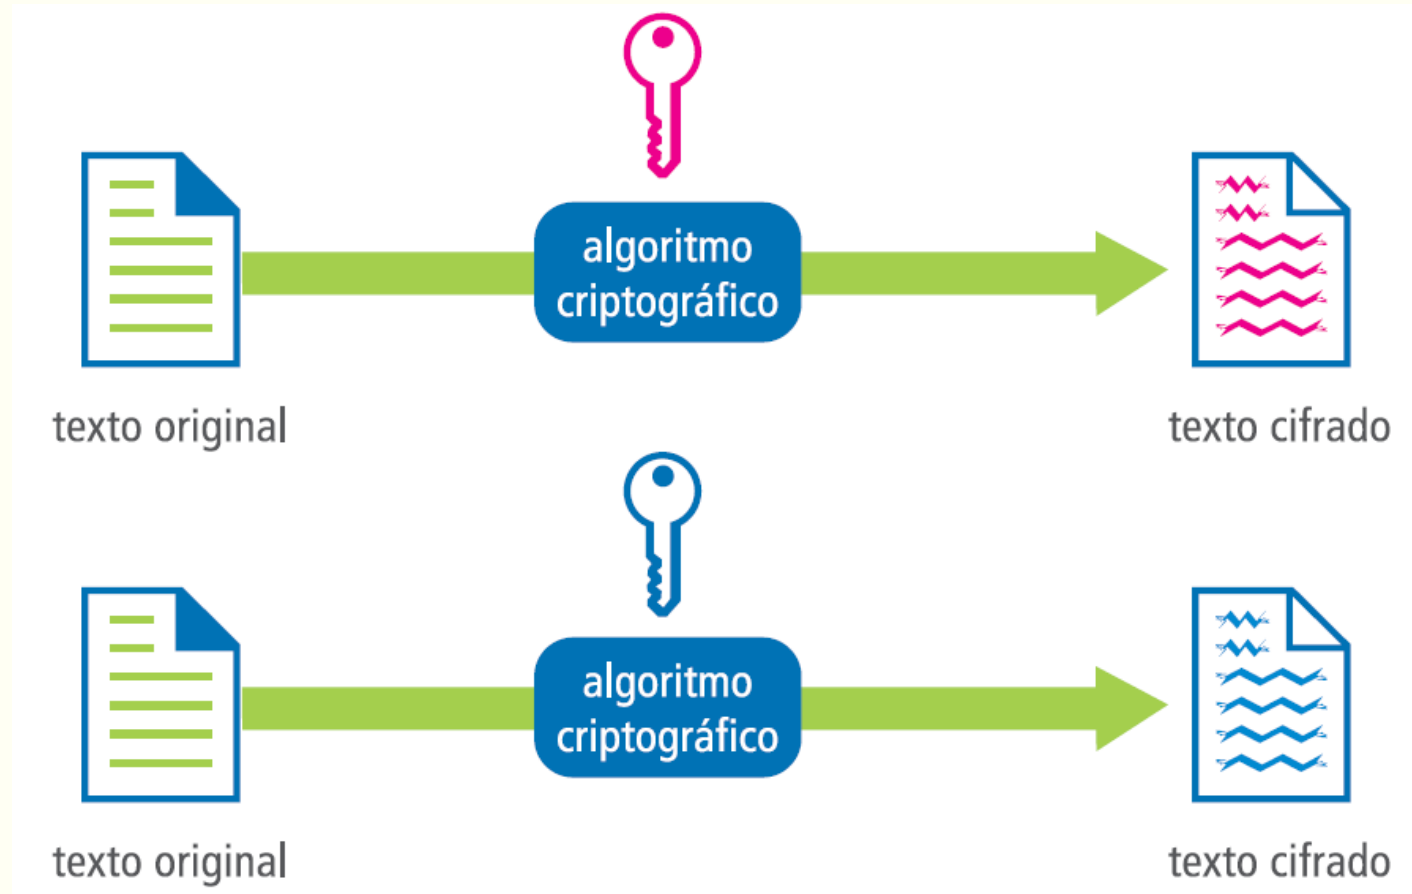 algoritmo
criptográfico
texto original
texto cifrado
algoritmo
criptográfico
texto original
texto cifrado